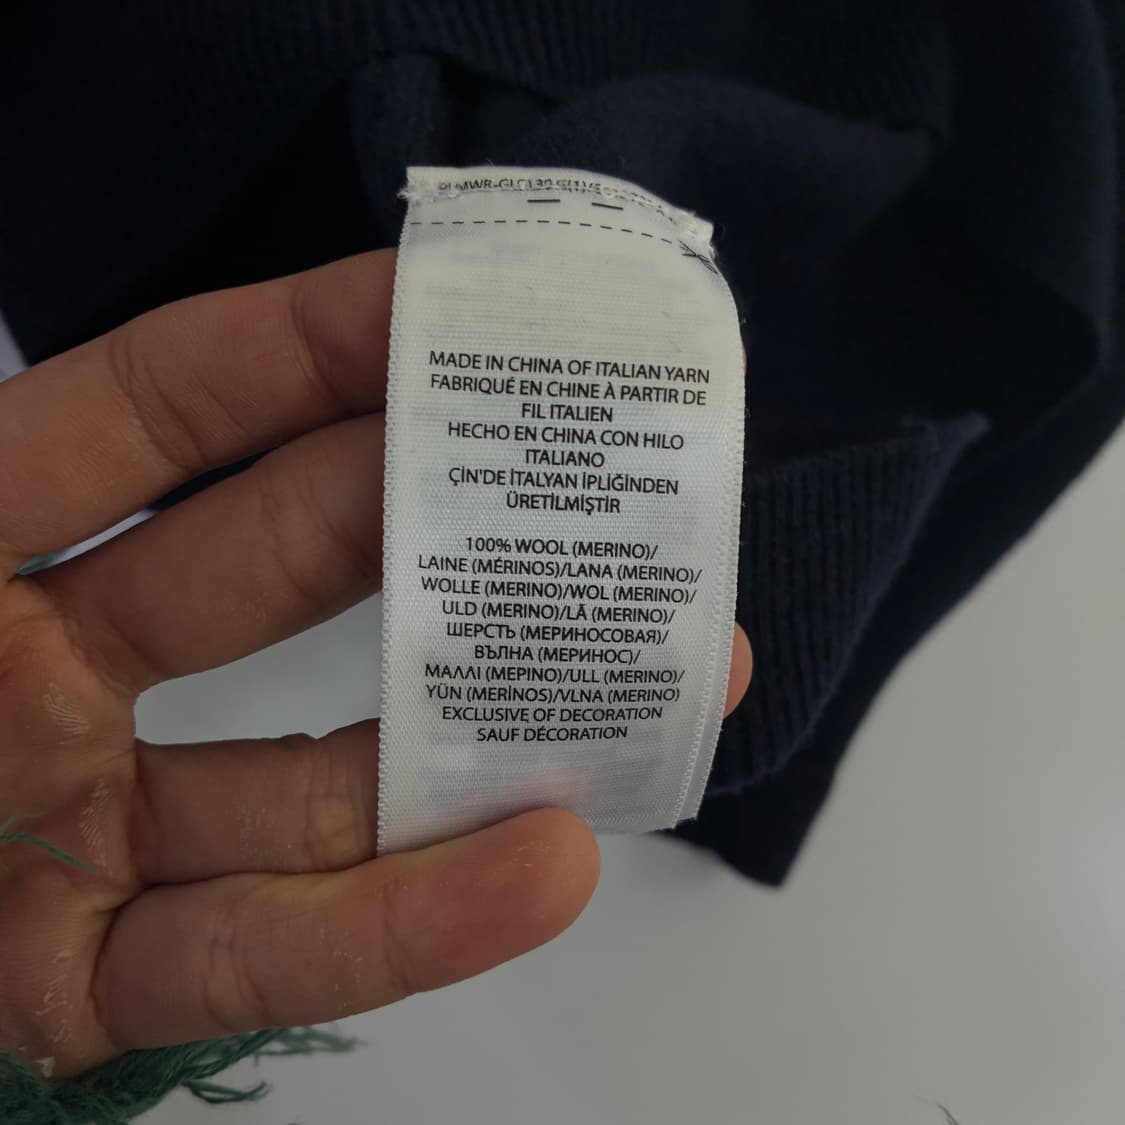 MADE IN CHINA OF ITALIAN YARN
FABRIQUÉ EN CHINE À PARTIR DE
FIL ITALIEN
HECHO EN CHINA CON HILO
ITALIANO
ÇİN'DE İTALYAN İPLİĞİNDEN
ÜRETİLMİŞTİR
100% WOOL (MERINO)/
LAINE (MÉRINOS)/LANA (MERINO)/
WOLLE (MERINO)/WOL (MERINO)/
ULD (MERINO)/LÃ (MERINO)/
ШЕРСТЬ (МЕРИНОСОВАЯ)/
ВЪЛНА (МЕРИНОС)/
ΜΑΛΛΙ (ΜΕΡΙΝΟ)/ULL (MERINO)/
YÜN (MERİNOS)/VLNA (MERINO)
EXCLUSIVE OF DECORATION
SAUF DÉCORATION